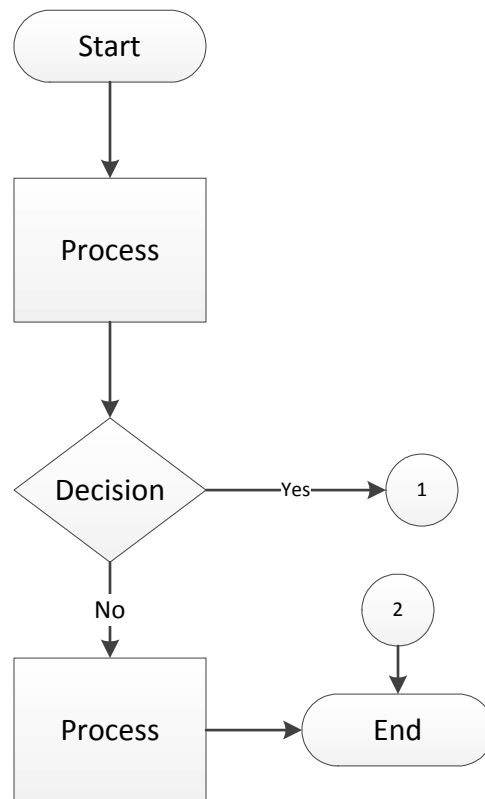 Start
Process
Decision
Yes
1
No
2
Process
End